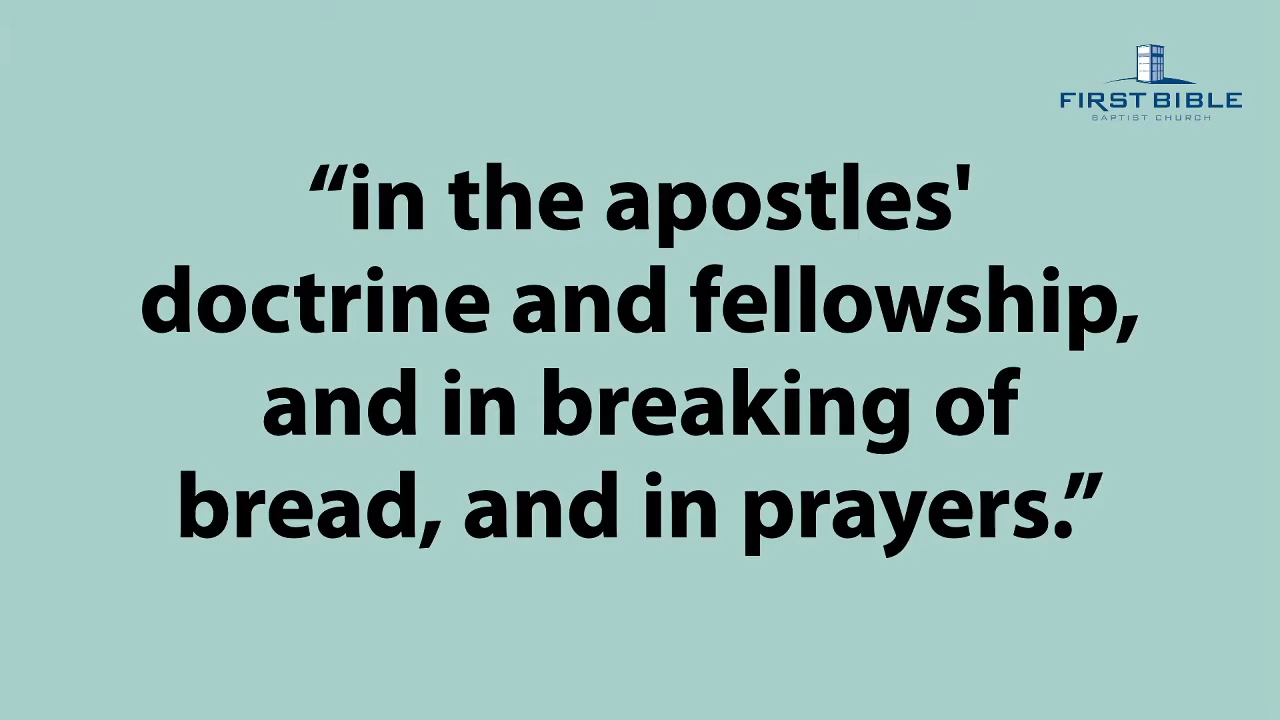 FIRST BIBLE
BAPTIST CHURCH
“in the apostles'
doctrine and fellowship,
and in breaking of
bread, and in prayers.”